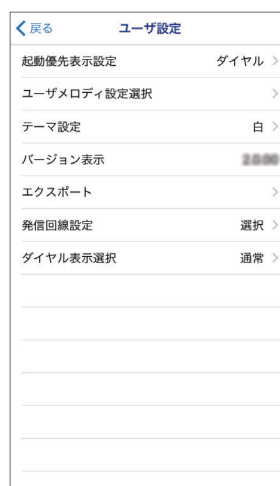 戻る ユーザ設定
起動優先表示設定 ダイヤル
ユーザメロディ設定選択
テーマ設定 白
バージョン表示
エクスポート
発信回線設定 選択
ダイヤル表示選択 通常